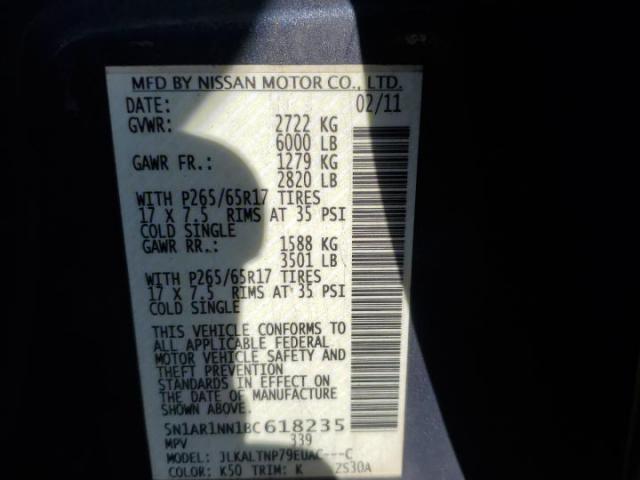 MFD BY NISSAN MOTOR CO., LTD.
DATE: 02/11
GVWR: 2722 KG
6000 LB
GAWR FR.: 1279 KG
2820 LB
WITH P265/65R17 TIRES
17 X 7.5 RIMS AT 35 PSI
COLD SINGLE
GAWR RR.: 1588 KG
3501 LB
WITH P265/65R17 TIRES
17 X 7.5 RIMS AT 35 PSI
COLD SINGLE
THIS VEHICLE CONFORMS TO
ALL APPLICABLE FEDERAL
MOTOR VEHICLE SAFETY AND
THEFT PREVENTION
STANDARDS IN EFFECT ON
THE DATE OF MANUFACTURE
SHOWN ABOVE.
5N1AR1NN1BC618235
MPV 339
MODEL: JLKALTNP79EUAC---C
COLOR: K50 TRIM: K ZS30A